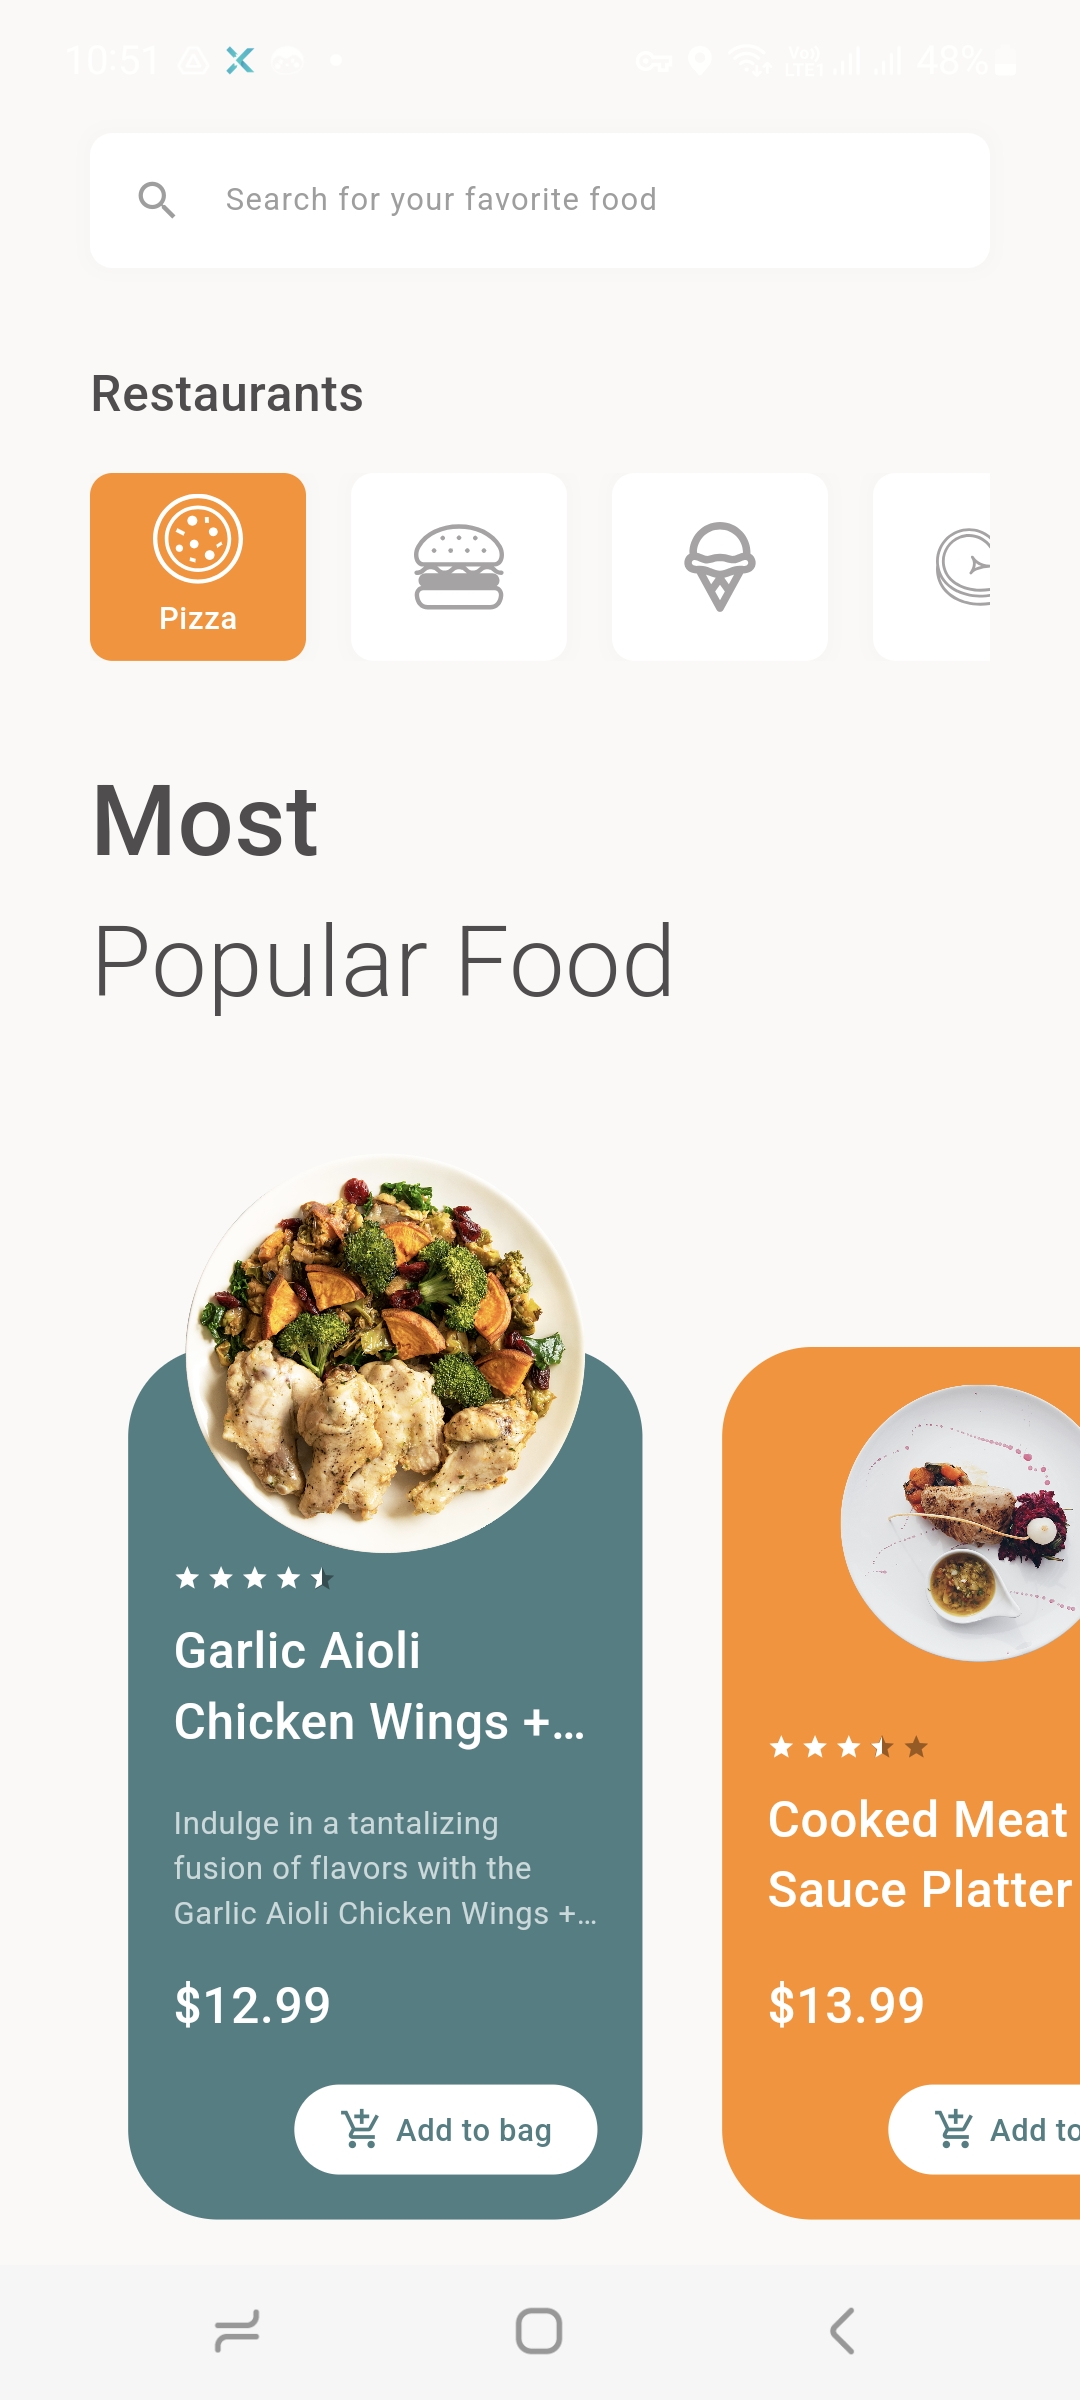 10:51
Vo))
LTE1
48%
Search for your favorite food
Restaurants
Pizza
Most
Popular Food
Garlic Aioli
Chicken Wings +...
Indulge in a tantalizing
fusion of flavors with the
Garlic Aioli Chicken Wings +...
$12.99
Add to bag
Cooked Meat
Sauce Platter
$13.99
Add to